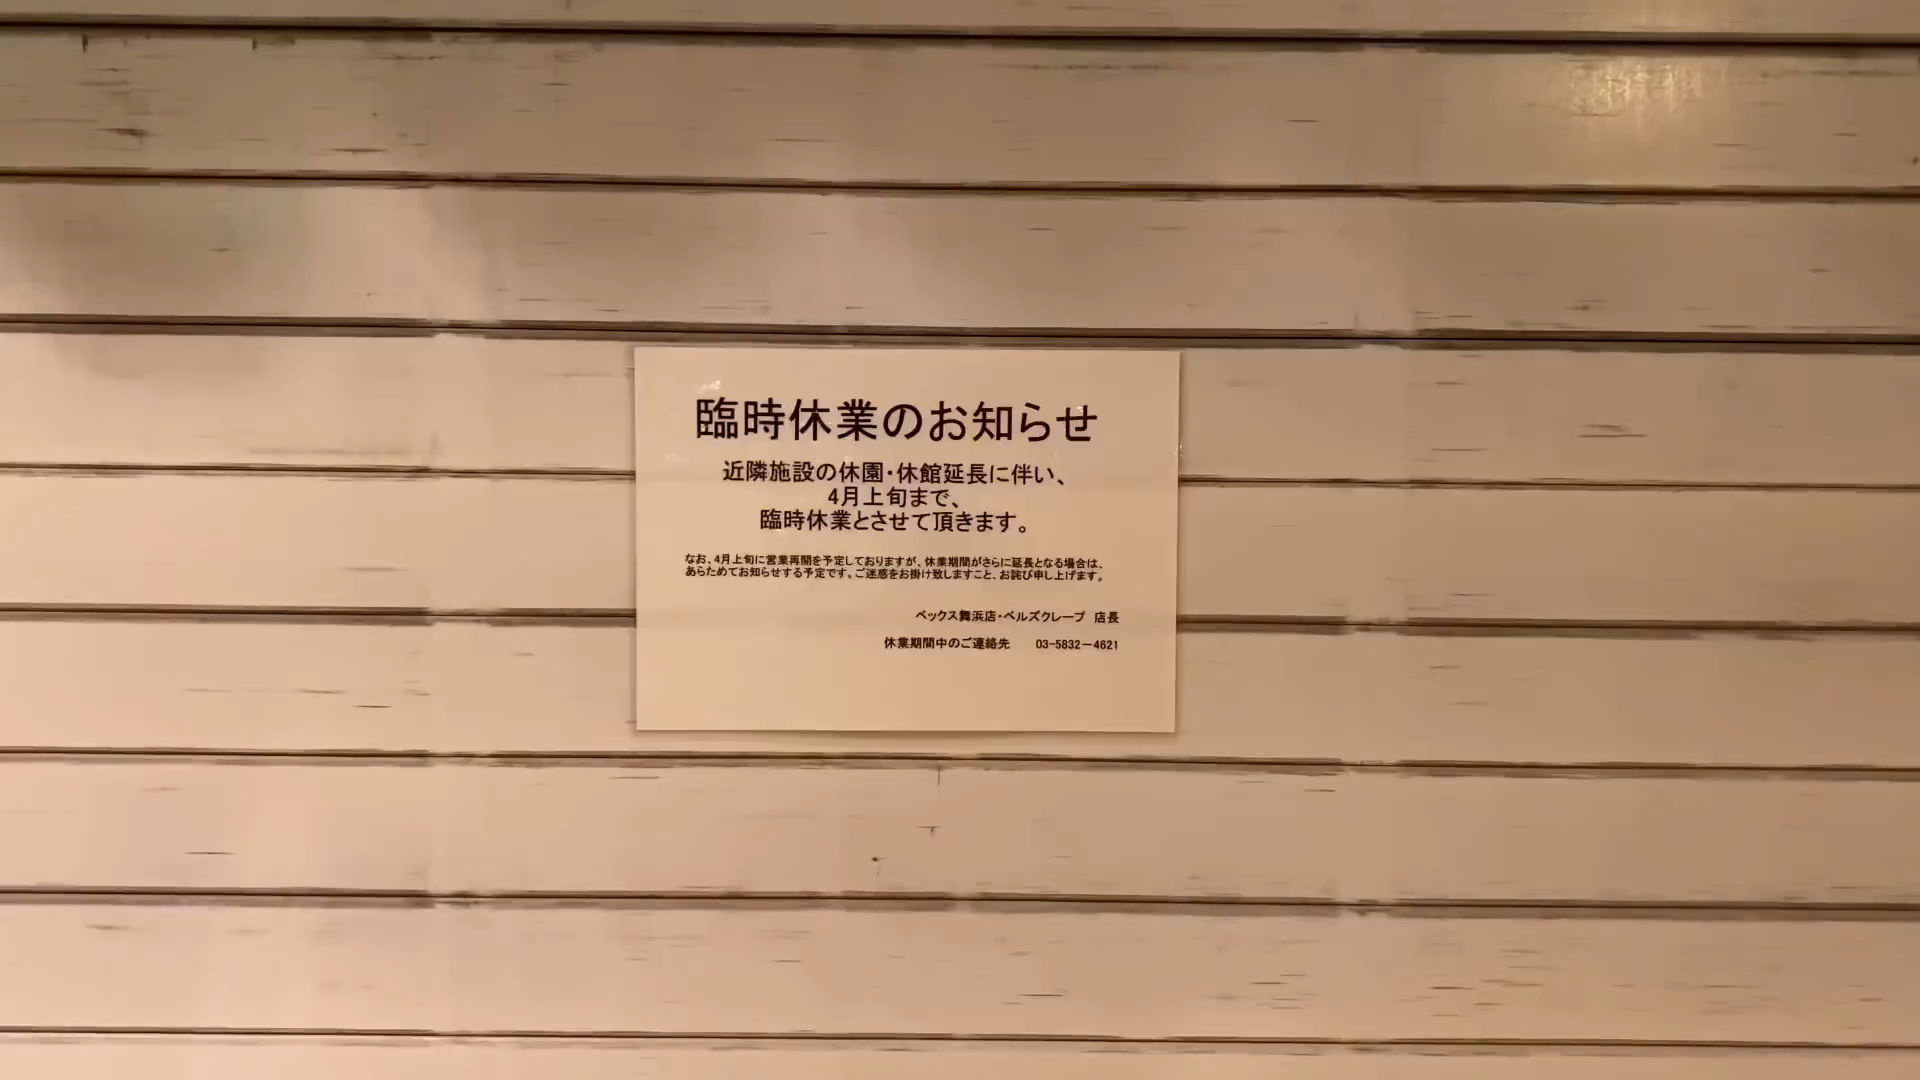 臨時休業のお知らせ
近隣施設の休園･休館延長に伴い、
4月上旬まで、
臨時休業とさせて頂きます。
なお、4月上旬に営業再開を予定しておりますが、休業期間がさらに延長となる場合は、
あらためてお知らせする予定です。ご迷惑をお掛け致しますこと、お詫び申し上げます。
ベックス舞浜店･ベルズクレープ　店長
休業期間中のご連絡先　　03-5832－4621